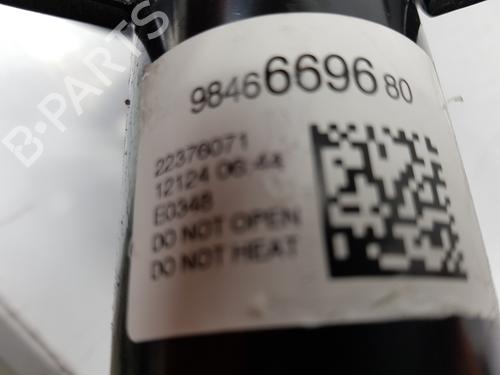 B-PARTS
9846669680
22376071
12124 06:44
E0348
DO NOT OPEN
DO NOT HEAT